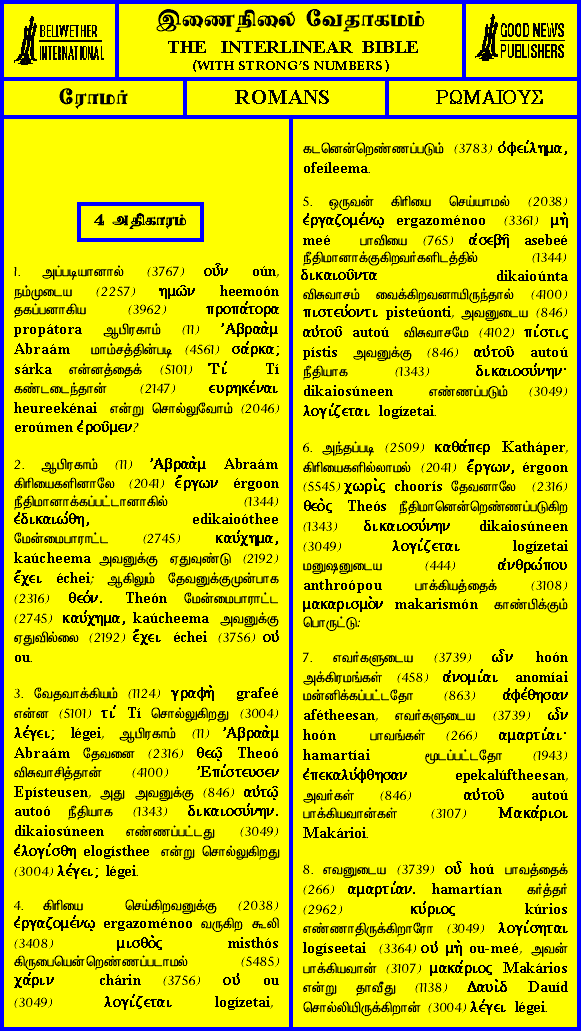 BELLWETHER
INTERNATIONAL
இணைநிலை வேதாகமம்
THE INTERLINEAR BIBLE
(WITH STRONG'S NUMBERS)
GOOD NEWS
PUBLISHERS
ரோமர்
ROMANS
ΡΩΜΑΙΟΥΣ
4 அதிகாரம்
1. அப்படியானால் (3767) οὖν oún,
நம்முடைய (2257) ημῶν heemoón
தகப்பனாகிய (3962) προπάτορα
propátora ஆபிரகாம் (11) Ἀβραὰμ
Abraám மாம்சத்தின்படி (4561) σάρκα;
sárka என்னத்தைக் (5101) Τί Tí
கண்டடைந்தான் (2147) ευρηκέναι
heureekénai என்று சொல்லுவோம் (2046)
eroúmen ἐροῦμεν?
2. ஆபிரகாம் (11) Ἀβραὰμ Abraám
கிரியைகளினாலே (2041) ἔργων érgoon
நீதிமானாக்கப்பட்டானாகில் (1344)
ἐδικαιώθη, edikaioóthee
மேன்மைபாராட்ட (2745) καύχημα,
kaúcheema அவனுக்கு ஏதுவுண்டு (2192)
ἔχει échei; ஆகிலும் தேவனுக்குமுன்பாக
(2316) θεόν. Theón மேன்மைபாராட்ட
(2745) καύχημα, kaúcheema அவனுக்கு
ஏதுவில்லை (2192) ἔχει échei (3756) οὐ
ou.
3. வேதவாக்கியம் (1124) γραφὴ grafeé
என்ன (5101) τί Tí சொல்லுகிறது (3004)
λέγει; légei, ஆபிரகாம் (11) Ἀβραὰμ
Abraám தேவனை (2316) θεῷ Theoó
விசுவாசித்தான் (4100) Ἐπίστευσεν
Epísteusen, அது அவனுக்கு (846) αὐτῷ
autoó நீதியாக (1343) δικαιοσύνην.
dikaiosúneen எண்ணப்பட்டது (3049)
ἐλογίσθη elogísthee என்று சொல்லுகிறது
(3004) λέγει; légei.
4. கிரியை செய்கிறவனுக்கு (2038)
ἐργαζομένῳ ergazoménoo வருகிற கூலி
(3408) μισθὸς misthós
கிருபையென்றெண்ணப்படாமல் (5485)
χάριν chárin (3756) οὐ ou
(3049) λογίζεται logízetai,
கடனென்றெண்ணப்படும் (3783) ὀφείλημα,
ofeíleema.
5. ஒருவன் கிரியை செய்யாமல் (2038)
ἐργαζομένῳ ergazoménoo (3361) μὴ
meé பாவியை (765) ἀσεβῆ asebeé
நீதிமானாக்குகிறவர்களிடத்தில் (1344)
δικαιοῦντα dikaioúnta
விசுவாசம் வைக்கிறவனாயிருந்தால் (4100)
πιστεύοντι pisteúonti, அவனுடைய (846)
αὐτοῦ autoú விசுவாசமே (4102) πίστις
pístis அவனுக்கு (846) αὐτοῦ autoú
நீதியாக (1343) δικαιοσύνην·
dikaiosúneen எண்ணப்படும் (3049)
λογίζεται logízetai.
6. அந்தப்படி (2509) καθάπερ Katháper,
கிரியைகளில்லாமல் (2041) ἔργων, érgoon
(5545) χωρὶς chooris தேவனாலே (2316)
θεὸς Theós நீதிமானென்றெண்ணப்படுகிற
(1343) δικαιοσύνην dikaiosúneen
(3049) λογίζεται logízetai
மனுஷனுடைய (444) ἀνθρώπου
anthroópou பாக்கியத்தைக் (3108)
μακαρισμὸν makarismón காண்பிக்கும்
பொருட்டு:
7. எவர்களுடைய (3739) ὧν hoón
அக்கிரமங்கள் (458) ἀνομίαι anomíai
மன்னிக்கப்பட்டதோ (863) ἀφέθησαν
afétheesan, எவர்களுடைய (3739) ὧν
hoón பாவங்கள் (266) αμαρτίαι·
hamartíai மூடப்பட்டதோ (1943)
ἐπεκαλύφθησαν epekalúftheesan,
அவர்கள் (846) αὐτοῦ autoú
பாக்கியவான்கள் (3107) Μακάριοι
Makárioi.
8. எவனுடைய (3739) οὗ hoú பாவத்தைக்
(266) αμαρτίαν. hamartían கர்த்தர்
(2962) κύριος kúrios
எண்ணாதிருக்கிறாரோ (3049) λογίσηται
logíseetai (3364) οὐ μὴ ou-meé, அவன்
பாக்கியவான் (3107) μακάριος Makários
என்று தாவீது (1138) Δαυὶδ Dauíd
சொல்லியிருக்கிறான் (3004) λέγει légei.